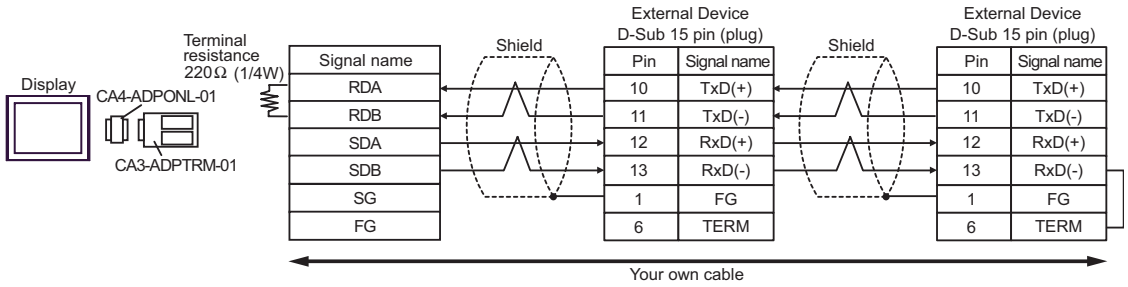 Display
CA4-ADPONL-01
CA3-ADPTRM-01
Terminal
resistance
220Ω (1/4W)
Signal name
RDA
RDB
SDA
SDB
SG
FG
Shield
External Device
D-Sub 15 pin (plug)
Pin Signal name
10 TxD(+)
11 TxD(-)
12 RxD(+)
13 RxD(-)
1 FG
6 TERM
Shield
External Device
D-Sub 15 pin (plug)
Pin Signal name
10 TxD(+)
11 TxD(-)
12 RxD(+)
13 RxD(-)
1 FG
6 TERM
Your own cable